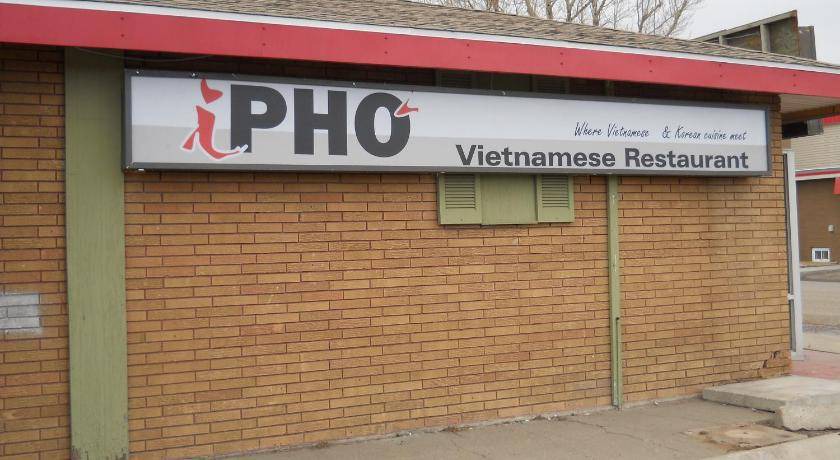 iPHO
Where Vietnamese & Korean cuisine meet
Vietnamese Restaurant